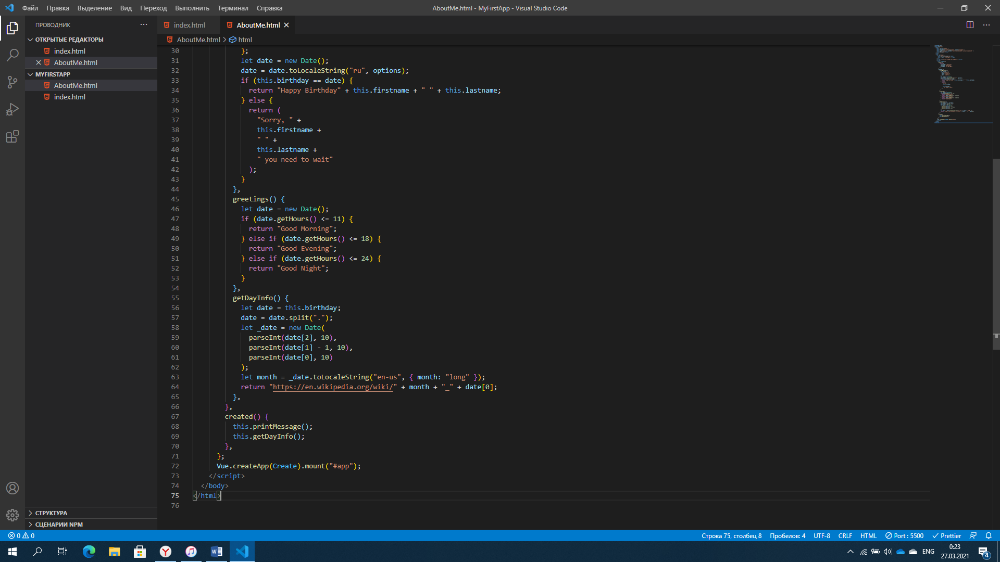 Файл Правка Выделение Вид Переход Выполнить Терминал Справка AboutMe.html - MyFirstApp - Visual Studio Code
ПРОВОДНИК
ОТКРЫТЫЕ РЕДАКТОРЫ
index.html
AboutMe.html
MYFIRSTAPP
AboutMe.html
index.html
СТРУКТУРА
СЦЕНАРИИ NPM
index.html AboutMe.html
AboutMe.html > html
30 };
31 let date = new Date();
32 date = date.toLocaleString("ru", options);
33 if (this.birthday == date) {
34 return "Happy Birthday" + this.firstname + " " + this.lastname;
35 } else {
36 return (
37 "Sorry, " +
38 this.firstname +
39 " " +
40 this.lastname +
41 " you need to wait"
42 );
43 }
44 },
45 greetings() {
46 let date = new Date();
47 if (date.getHours() <= 11) {
48 return "Good Morning";
49 } else if (date.getHours() <= 18) {
50 return "Good Evening";
51 } else if (date.getHours() <= 24) {
52 return "Good Night";
53 }
54 },
55 getDayInfo() {
56 let date = this.birthday;
57 date = date.split(".");
58 let _date = new Date(
59 parseInt(date[2], 10),
60 parseInt(date[1] - 1, 10),
61 parseInt(date[0], 10)
62 );
63 let month = _date.toLocaleString("en-us", { month: "long" });
64 return "https://en.wikipedia.org/wiki/" + month + "_" + date[0];
65 },
66 },
67 created() {
68 this.printMessage();
69 this.getDayInfo();
70 },
71 };
72 Vue.createApp(Create).mount("#app");
73 </script>
74 </body>
75 </html>
76
0 0 Строка 75, столбец 8 Пробелов: 4 UTF-8 CRLF HTML Port : 5500 Prettier
ENG 0:23
27.03.2021 4